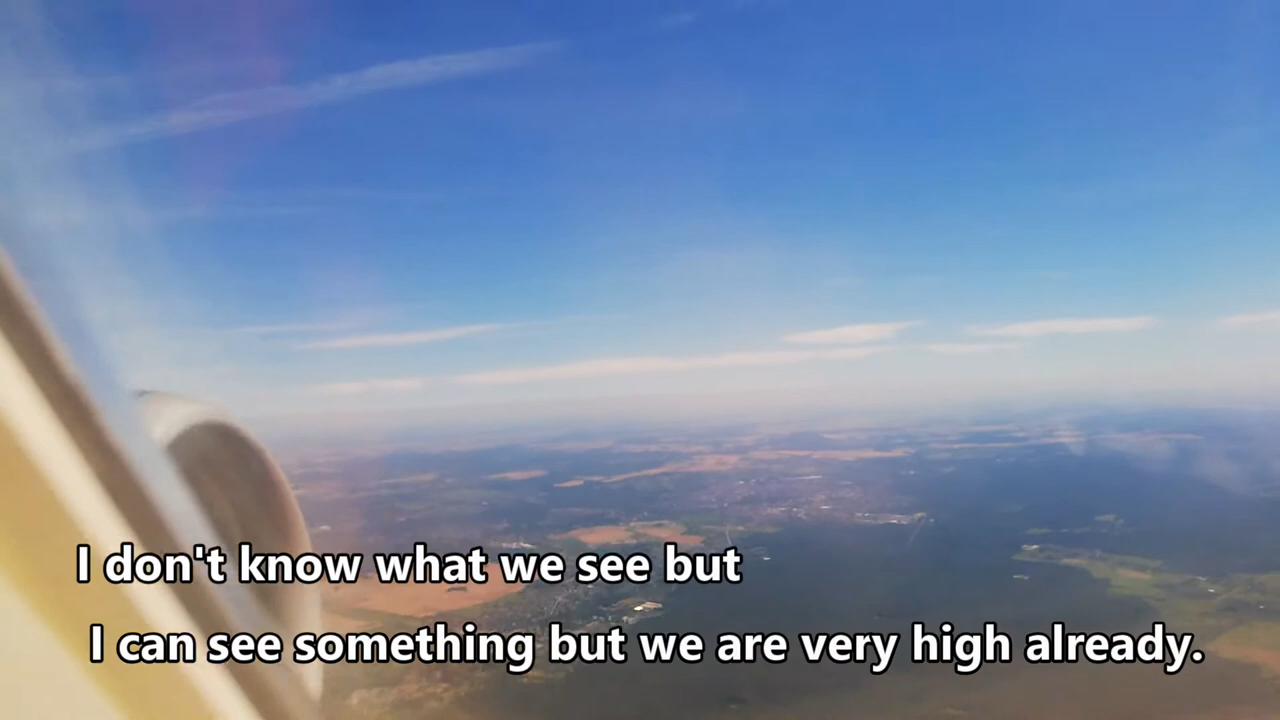 I don't know what we see but
I can see something but we are very high already.